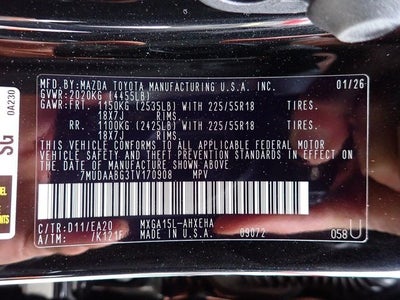 MFD.BY:MAZDA TOYOTA MANUFACTURING U.S.A. INC. 01/26
GVWR:2020KG (4455LB)
GAWR:FRT: 1150KG (2535LB) WITH 225/55R18 TIRES.
18X7J RIMS.
RR. 1100KG (2425LB) WITH 225/55R18 TIRES.
18X7J RIMS.
THIS VEHICLE CONFORMS TO ALL APPLICABLE FEDERAL MOTOR
VEHICLE SAFETY AND THEFT PREVENTION STANDARDS IN EFFECT ON
THE DATE OF MANUFACTURE SHOWN ABOVE.
7MUDAABG3TV170908 MPV
C/TR:D11/EA20 MXGA15L-AHXEHA
A/TM: /K121F MADE IN U.S.A. 09072 058 U
0A230
SG